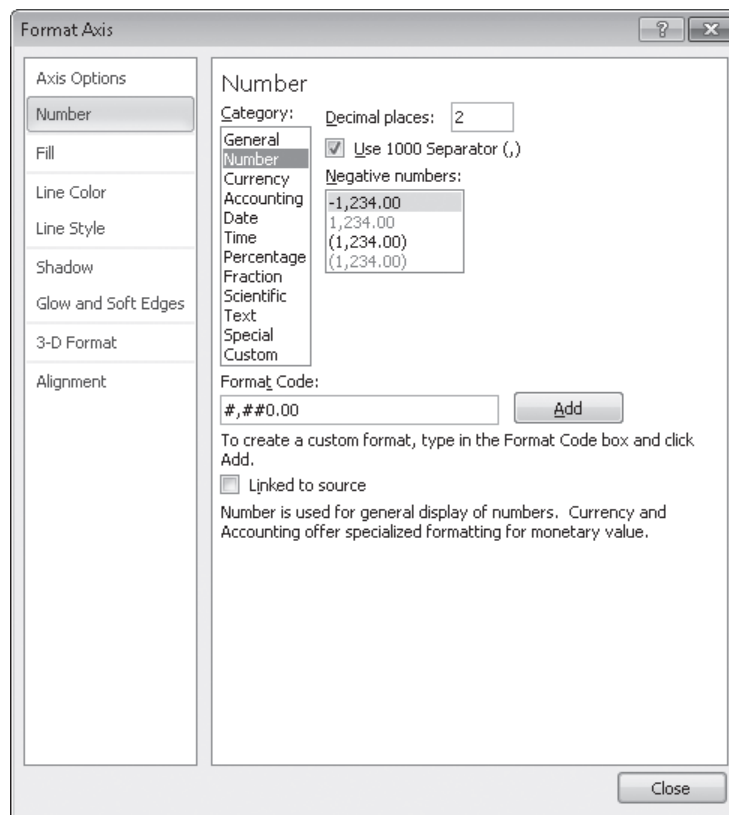 Format Axis
Axis Options
Number
Fill
Line Color
Line Style
Shadow
Glow and Soft Edges
3-D Format
Alignment
Number
Category:
General
Number
Currency
Accounting
Date
Time
Percentage
Fraction
Scientific
Text
Special
Custom
Decimal places: 2
Use 1000 Separator (,)
Negative numbers:
-1,234.00
1,234.00
(1,234.00)
(1,234.00)
Format Code:
#,##0.00
Add
To create a custom format, type in the Format Code box and click
Add.
Linked to source
Number is used for general display of numbers. Currency and
Accounting offer specialized formatting for monetary value.
Close